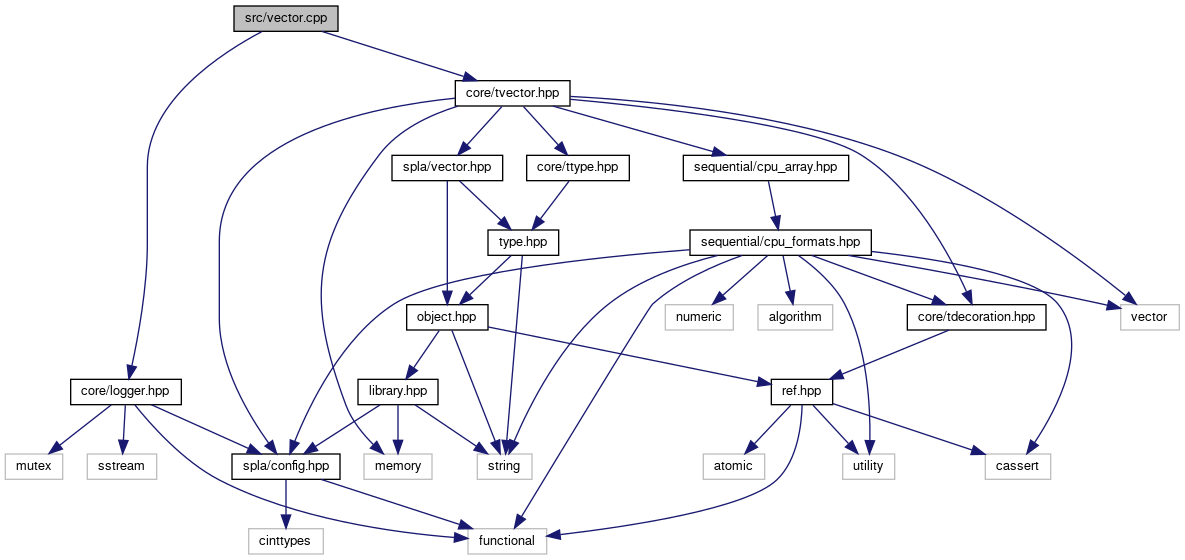 src/vector.cpp
core/tvector.hpp
spla/vector.hpp
core/ttype.hpp
sequential/cpu_array.hpp
type.hpp
sequential/cpu_formats.hpp
object.hpp
numeric
algorithm
core/tdecoration.hpp
vector
core/logger.hpp
library.hpp
ref.hpp
mutex
sstream
spla/config.hpp
memory
string
atomic
utility
cassert
cinttypes
functional